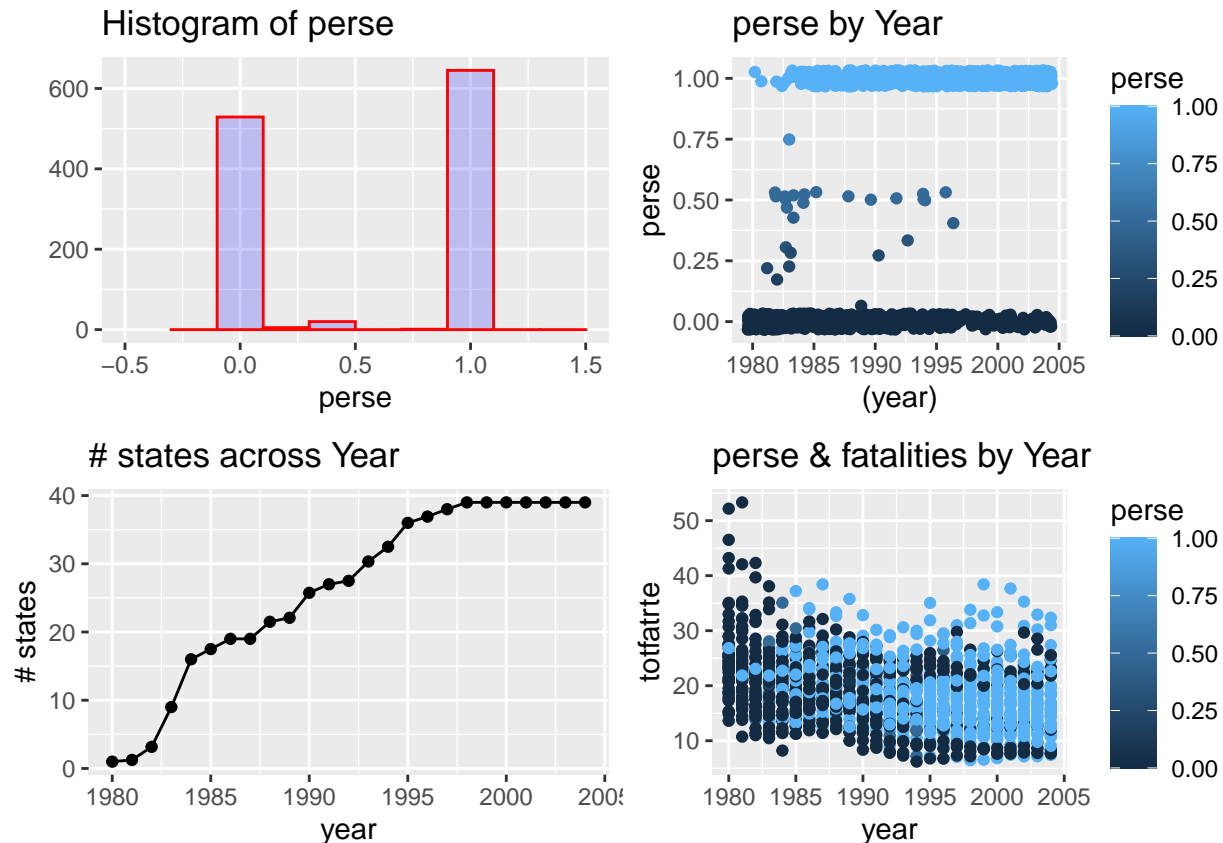 Histogram of perse
600
400
200
0
−0.5 0.0 0.5 1.0 1.5
perse
perse by Year
perse
1.00
0.75
0.50
0.25
0.00
1980 1985 1990 1995 2000 2005
(year)
perse
1.00
0.75
0.50
0.25
0.00
# states across Year
# states
40
30
20
10
0
1980 1985 1990 1995 2000 2005
year
perse & fatalities by Year
totfatrte
50
40
30
20
10
1980 1985 1990 1995 2000 2005
year
perse
1.00
0.75
0.50
0.25
0.00